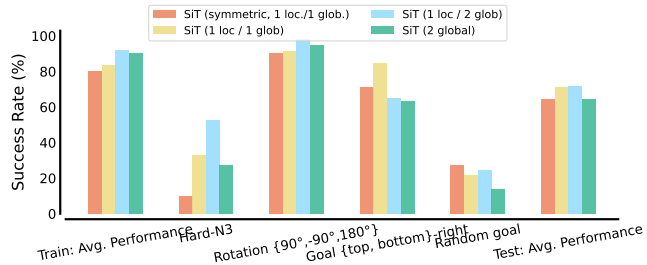 SiT (symmetric, 1 loc./1 glob.)
SiT (1 loc / 1 glob)
SiT (1 loc / 2 glob)
SiT (2 global)
Success Rate (%)
100
80
60
40
20
0
Train: Avg. Performance
Hard-N3
Rotation {90°,-90°,180°}
Goal {top, bottom}-right
Random goal
Test: Avg. Performance